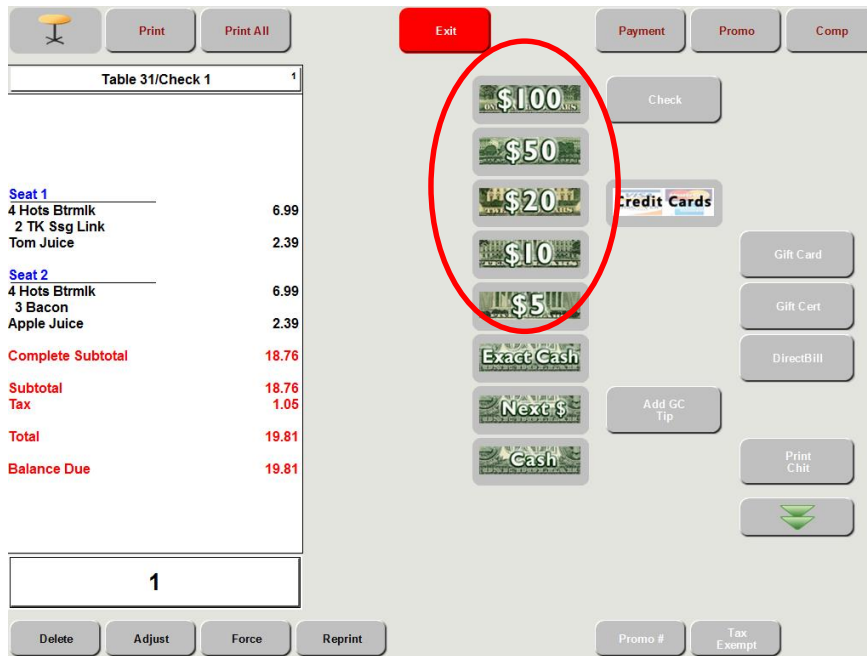 Print
Print All
Exit
Payment
Promo
Comp
Table 31/Check 1
1
Seat 1
4 Hots Btrmlk 6.99
2 TK Ssg Link
Tom Juice 2.39
Seat 2
4 Hots Btrmlk 6.99
3 Bacon
Apple Juice 2.39
Complete Subtotal 18.76
Subtotal 18.76
Tax 1.05
Total 19.81
Balance Due 19.81
1
$100
$50
$20
$10
$5
Exact Cash
Next $
Cash
Check
Credit Cards
Add GC
Tip
Gift Card
Gift Cert
DirectBill
Print
Chit
Delete
Adjust
Force
Reprint
Promo #
Tax
Exempt